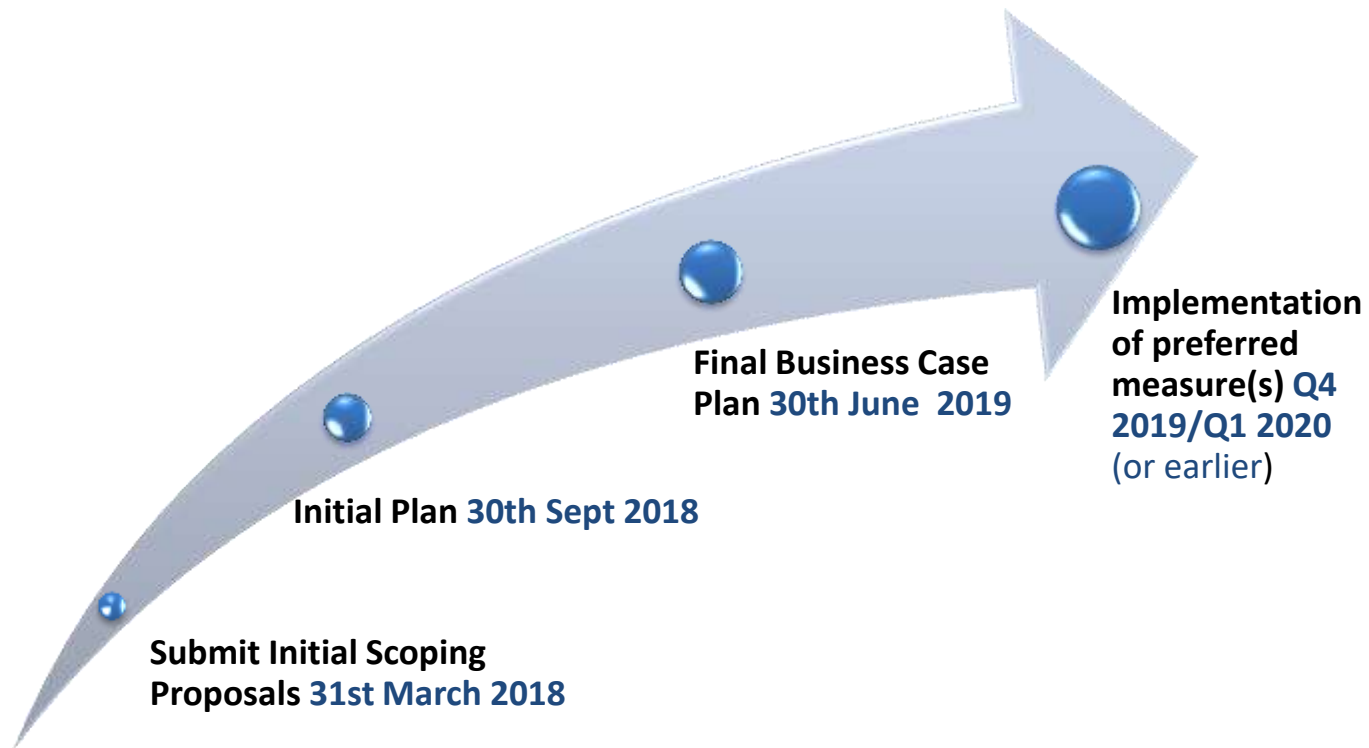 Submit Initial Scoping
Proposals 31st March 2018
Initial Plan 30th Sept 2018
Final Business Case
Plan 30th June  2019
Implementation
of preferred
measure(s) Q4
2019/Q1 2020
(or earlier)